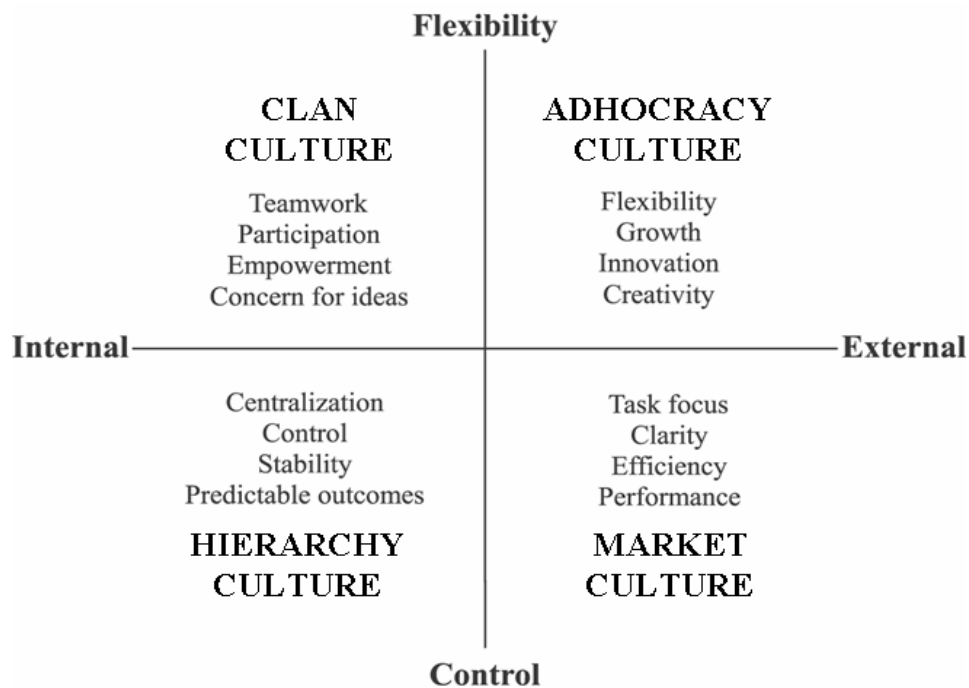 Flexibility
CLAN
CULTURE
Teamwork
Participation
Empowerment
Concern for ideas
ADHOCRACY
CULTURE
Flexibility
Growth
Innovation
Creativity
Internal
External
Centralization
Control
Stability
Predictable outcomes
HIERARCHY
CULTURE
Task focus
Clarity
Efficiency
Performance
MARKET
CULTURE
Control